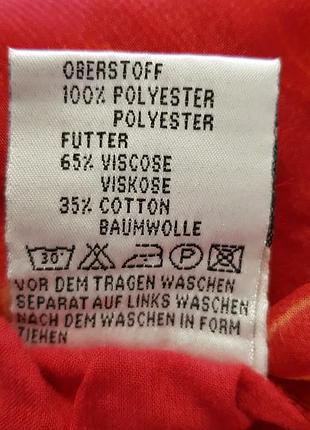 OBERSTOFF
100% POLYESTER
POLYESTER
FUTTER
65% VISCOSE
VISKOSE
35% COTTON
BAUMWOLLE
30° P
VOR DEM TRAGEN WASCHEN
SEPARAT AUF LINKS WASCHEN
NACH DEM WASCHEN IN FORM
ZIEHEN